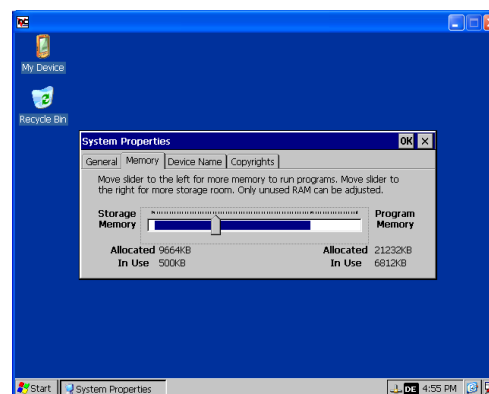 My Device
Recycle Bin
System Properties
OK
General Memory Device Name Copyrights
Move slider to the left for more memory to run programs. Move slider to the right for more storage room. Only unused RAM can be adjusted.
Storage Memory
Program Memory
Allocated 9664KB
In Use 500KB
Allocated 21232KB
In Use 6812KB
Start
System Properties
DE
4:55 PM